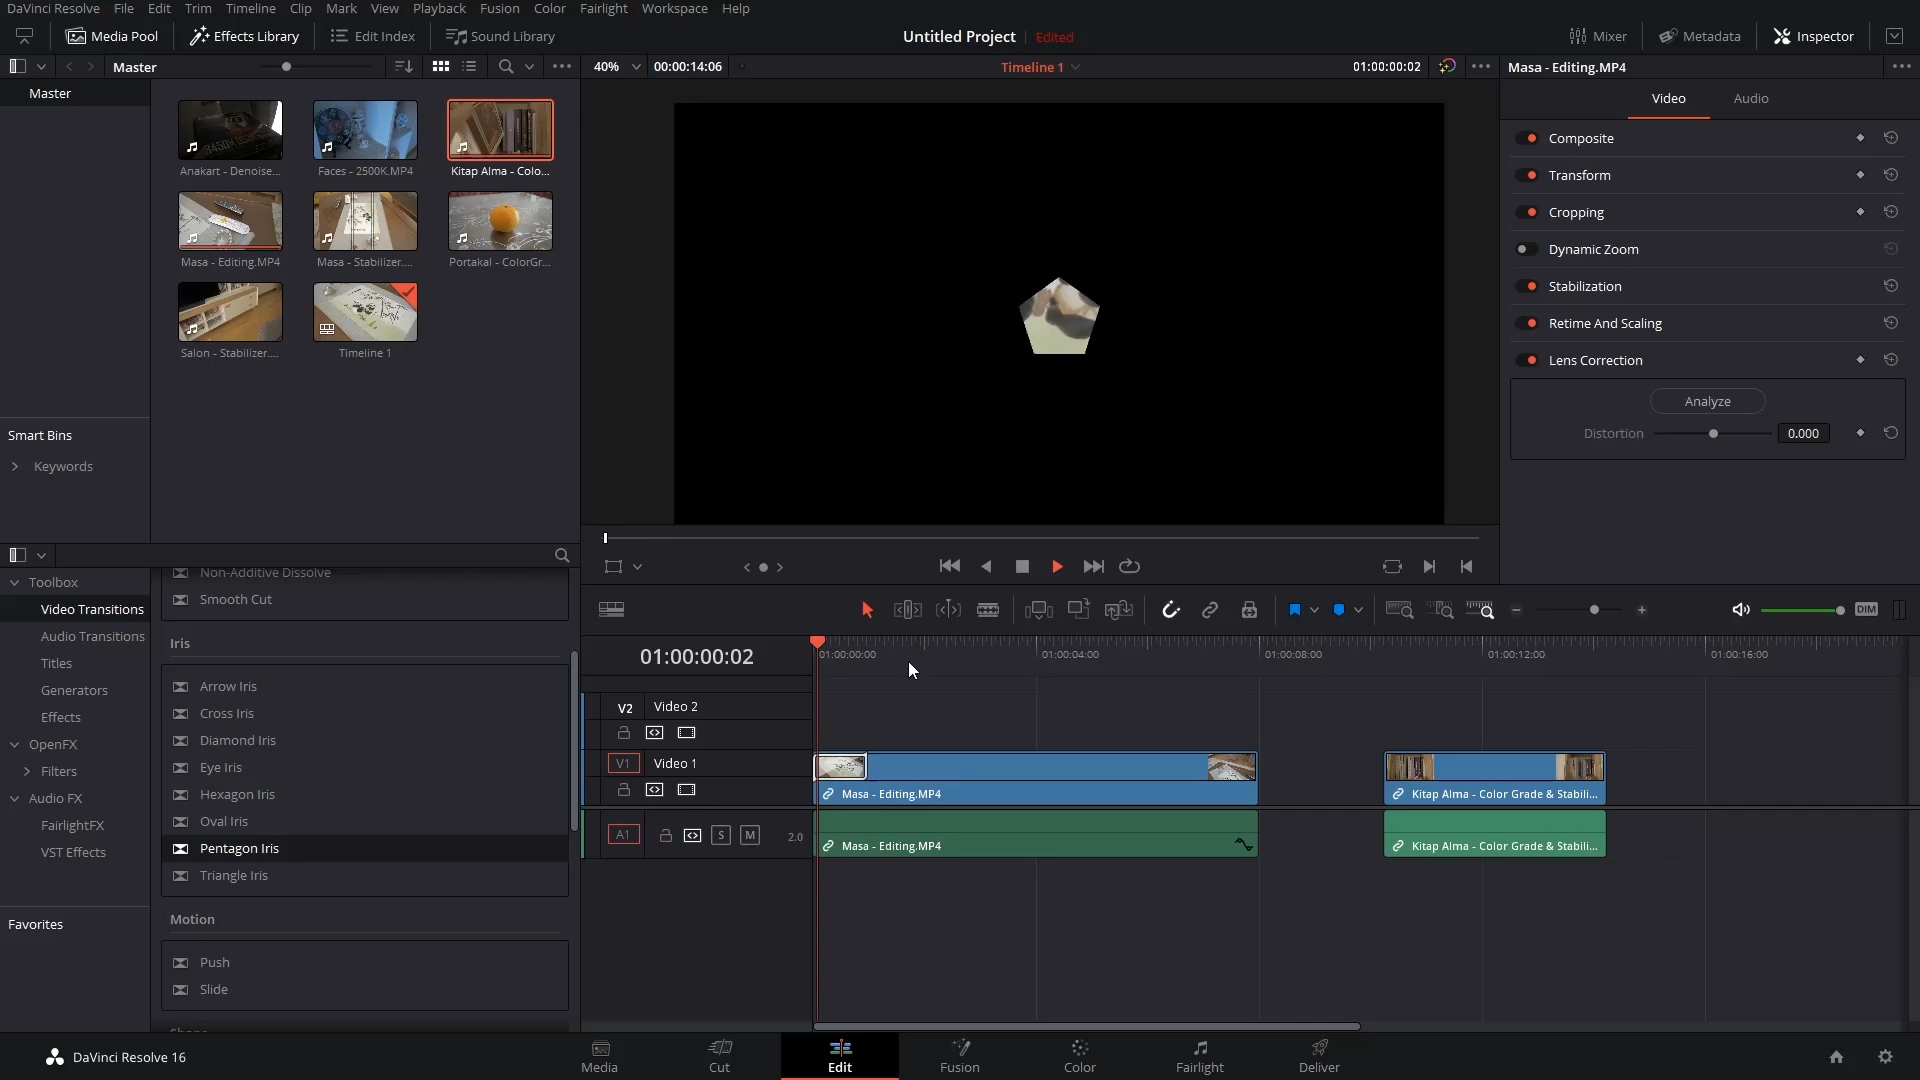 DaVinci Resolve File Edit Trim Timeline Clip Mark View Playback Fusion Color Fairlight Workspace Help
Media Pool Effects Library Edit Index Sound Library Untitled Project Edited Mixer Metadata Inspector
Master 40% 00:00:14:06 Timeline 1 01:00:00:02 Masa - Editing.MP4
Master
Video Audio
Anakart - Denoise... Faces - 2500K.MP4 Kitap Alma - Colo...
Masa - Editing.MP4 Masa - Stabilizer.... Portakal - ColorGr...
Salon - Stabilizer.... Timeline 1
Composite
Transform
Cropping
Dynamic Zoom
Stabilization
Retime And Scaling
Lens Correction
Analyze
Distortion 0.000
Smart Bins
Keywords
Toolbox
Video Transitions
Audio Transitions
Titles
Generators
Effects
OpenFX
Filters
Audio FX
FairlightFX
VST Effects
Favorites
Non-Additive Dissolve
Smooth Cut
Iris
Arrow Iris
Cross Iris
Diamond Iris
Eye Iris
Hexagon Iris
Oval Iris
Pentagon Iris
Triangle Iris
Motion
Push
Slide
DIM
01:00:00:02 01:00:00:00 01:00:04:00 01:00:08:00 01:00:12:00 01:00:16:00
V2 Video 2
V1 Video 1
Masa - Editing.MP4 Kitap Alma - Color Grade & Stabili...
A1 S M 2.0
Masa - Editing.MP4 Kitap Alma - Color Grade & Stabili...
DaVinci Resolve 16 Media Cut Edit Fusion Color Fairlight Deliver